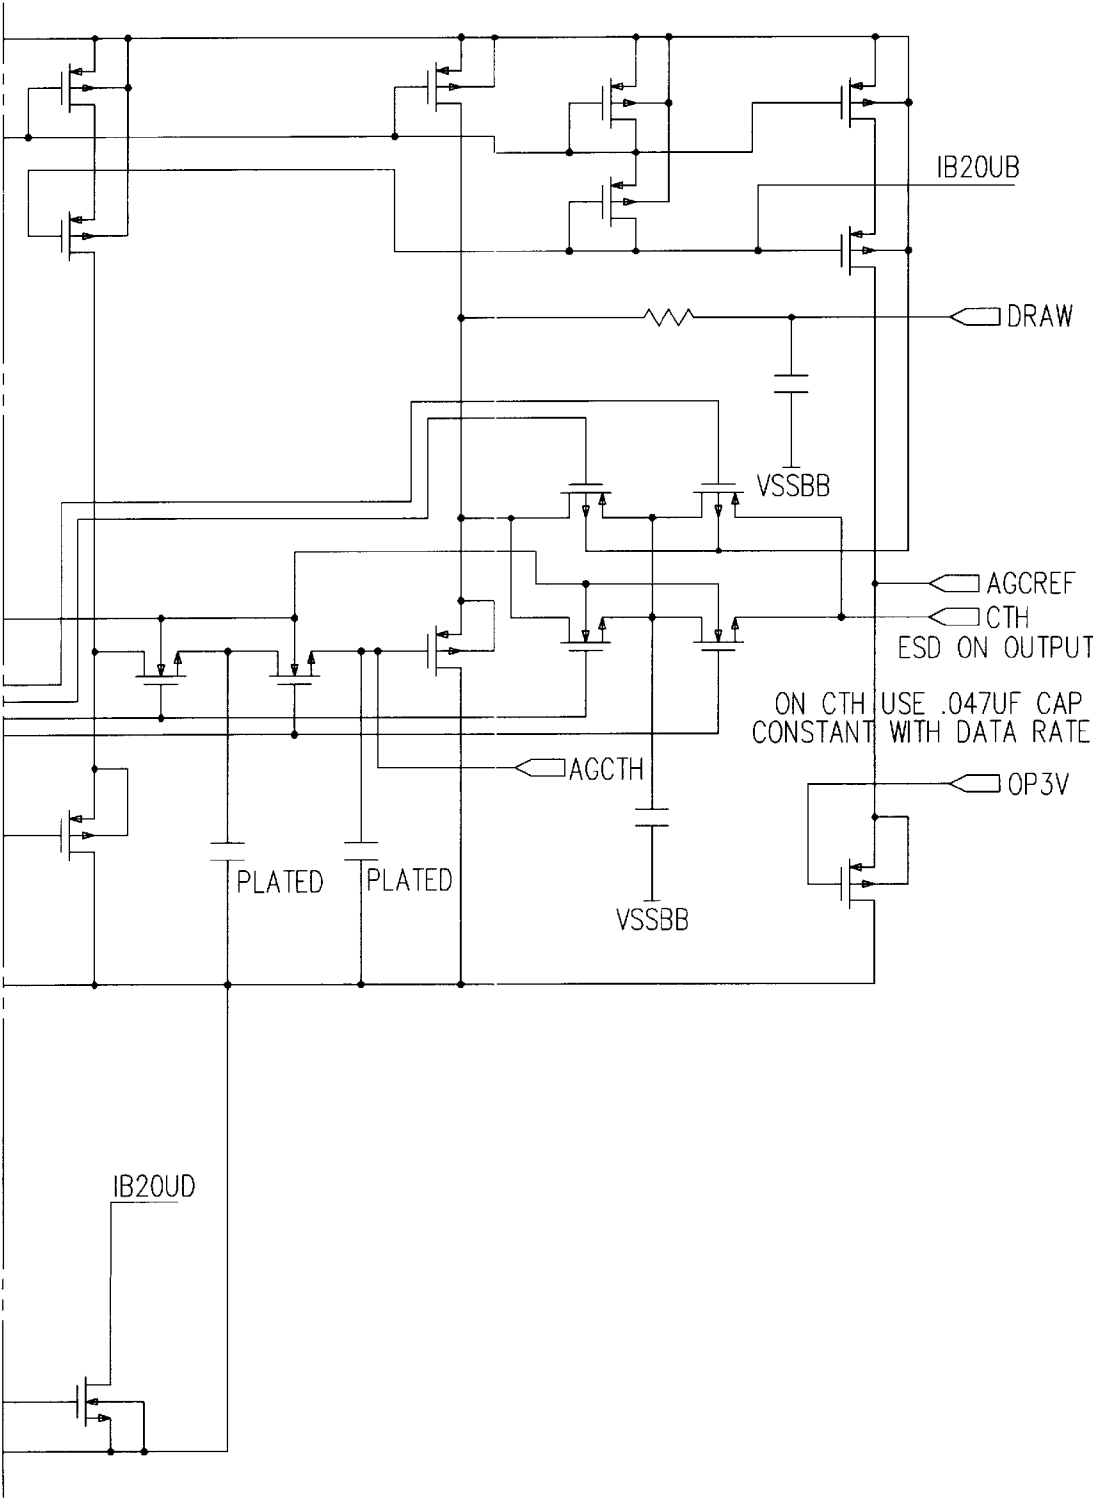 IB20UB
DRAW
VSSBB
AGCREF
CTH
ESD ON OUTPUT
ON CTH USE .047UF CAP
CONSTANT WITH DATA RATE
AGCTH
OP3V
PLATED
PLATED
VSSBB
IB20UD